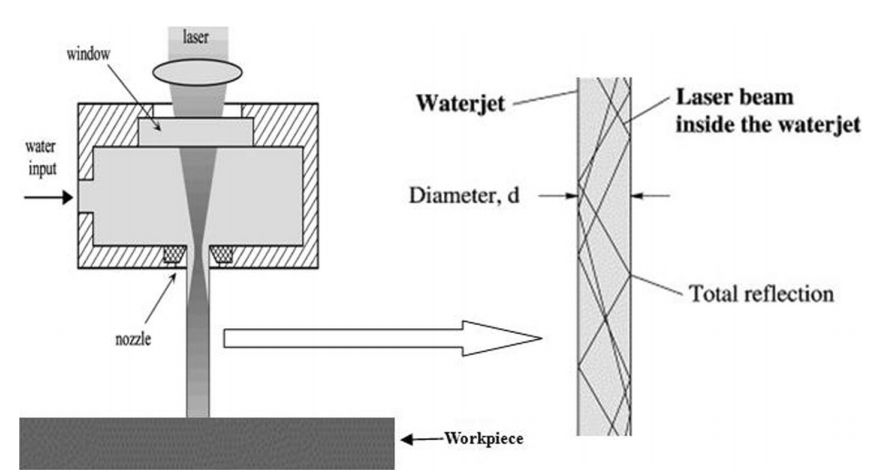 laser
window
water
input
nozzle
Workpiece
Waterjet
Laser beam
inside the waterjet
Diameter, d
Total reflection